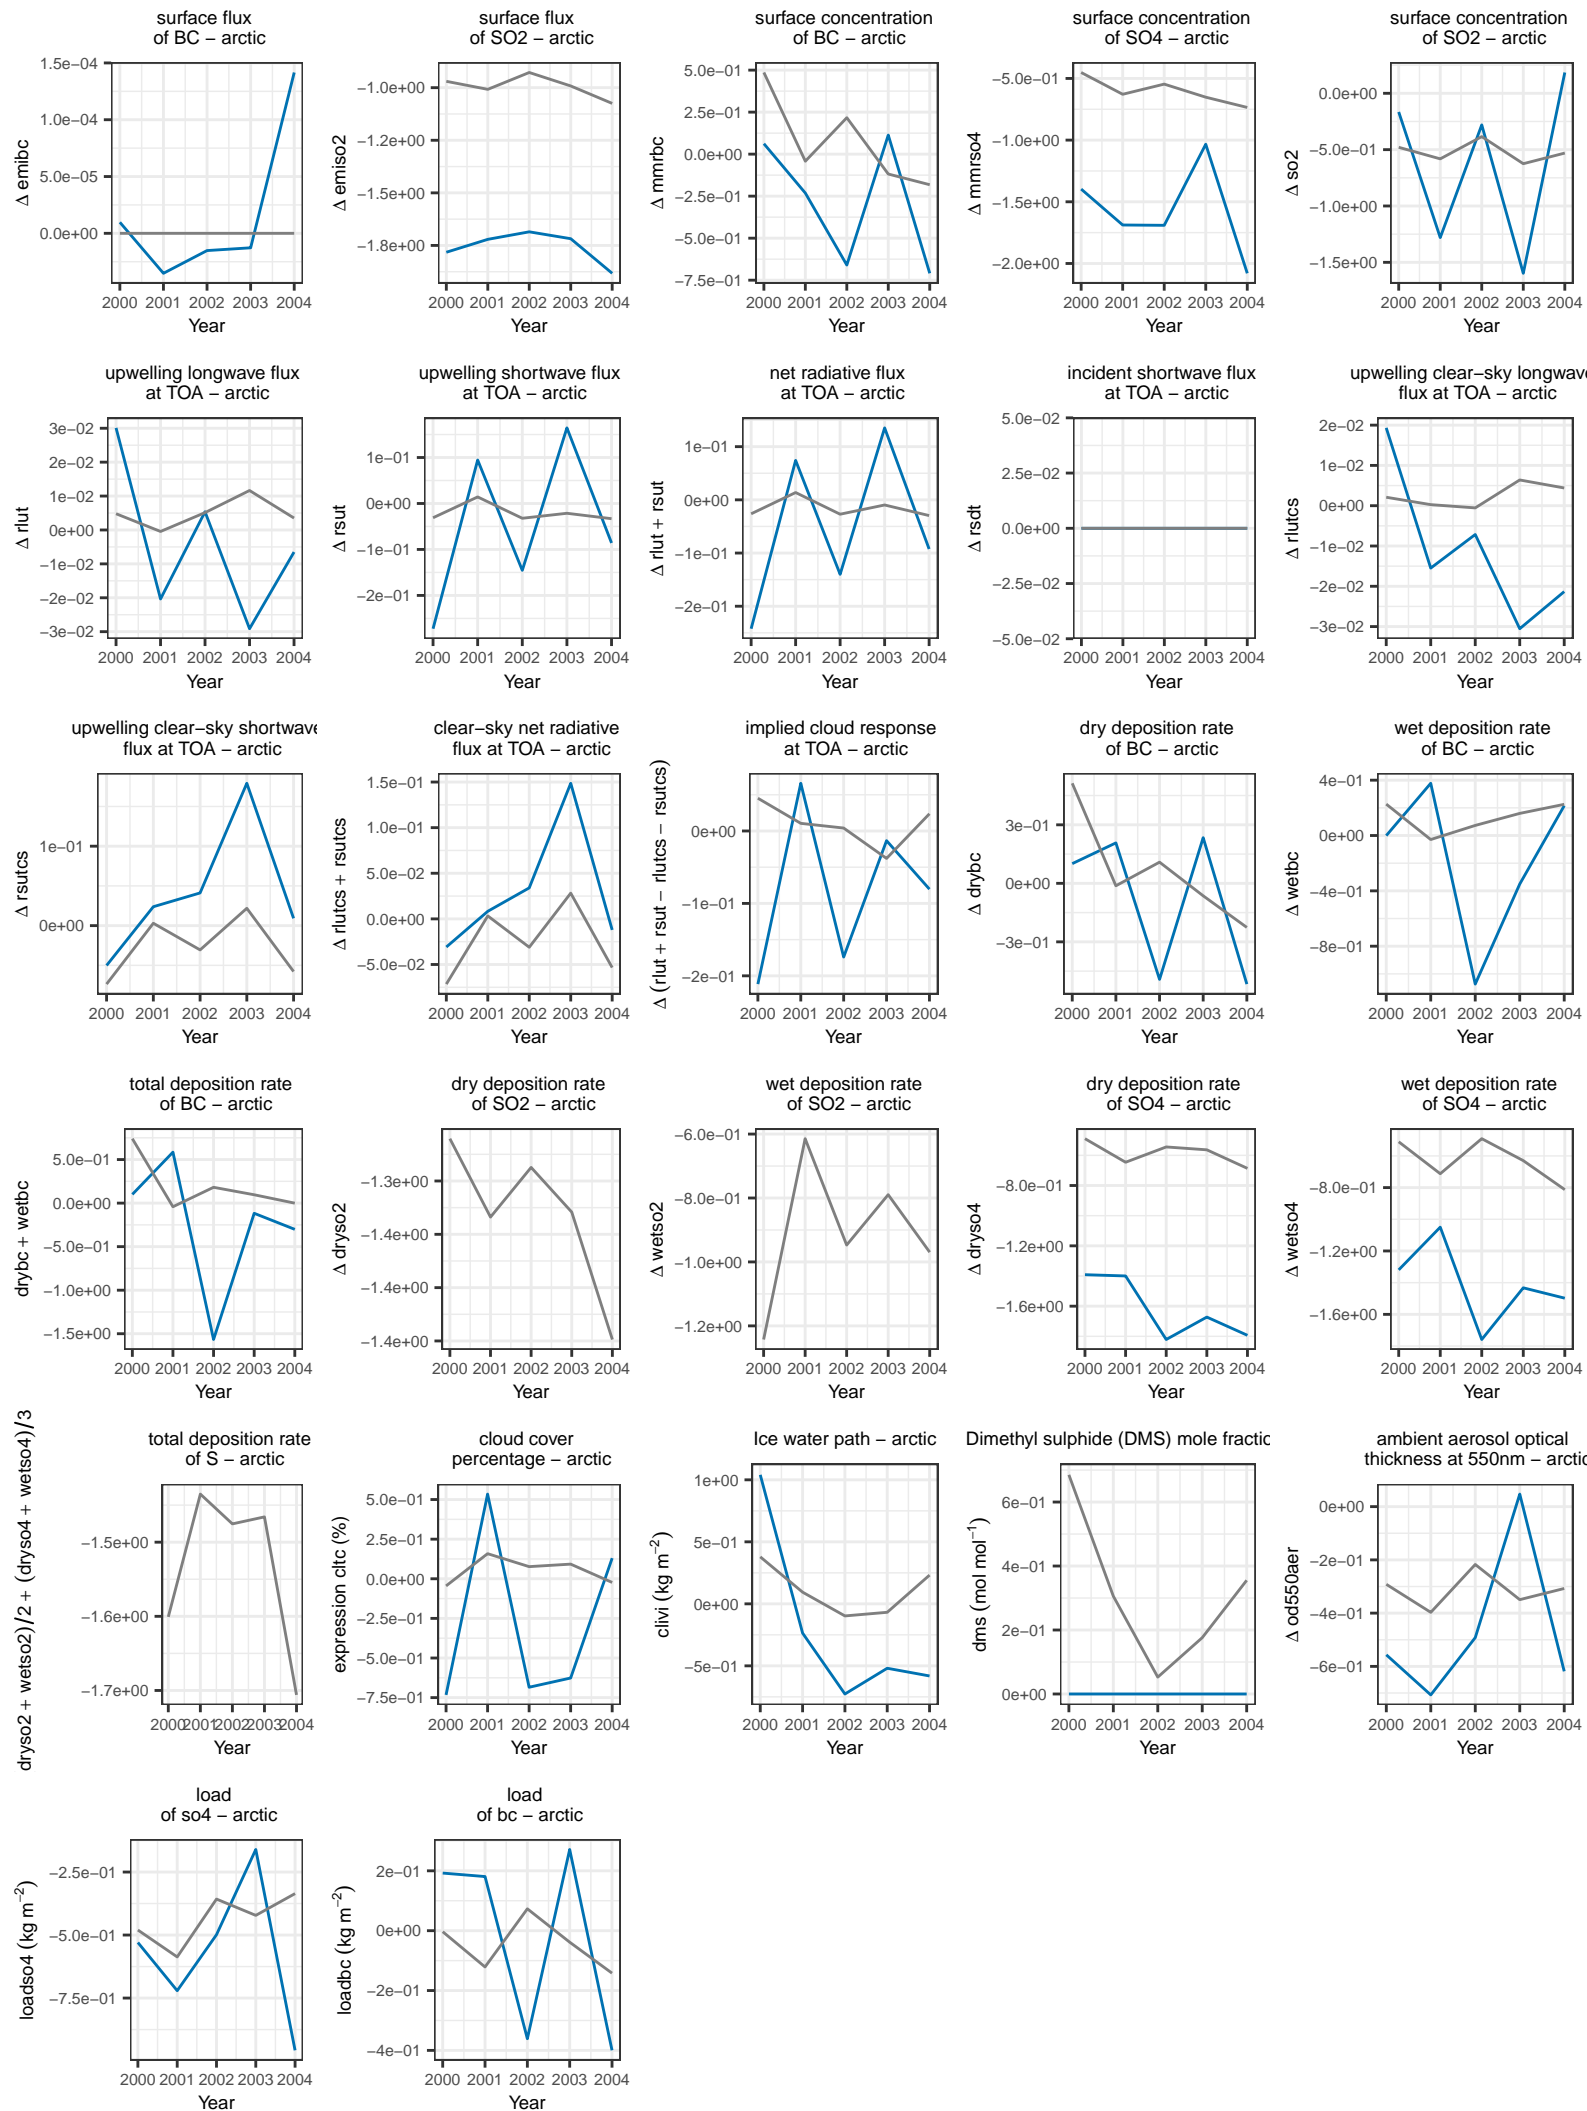 surface flux
of BC − arctic
Δ emibc
1.5e−04
1.0e−04
5.0e−05
0.0e+00
2000 2001 2002 2003 2004
Year
surface flux
of SO2 − arctic
Δ emiso2
−1.0e+00
−1.2e+00
−1.5e+00
−1.8e+00
2000 2001 2002 2003 2004
Year
surface concentration
of BC − arctic
Δ mmrbc
5.0e−01
2.5e−01
0.0e+00
−2.5e−01
−5.0e−01
−7.5e−01
2000 2001 2002 2003 2004
Year
surface concentration
of SO4 − arctic
Δ mmrso4
−5.0e−01
−1.0e+00
−1.5e+00
−2.0e+00
2000 2001 2002 2003 2004
Year
surface concentration
of SO2 − arctic
Δ so2
0.0e+00
−5.0e−01
−1.0e+00
−1.5e+00
2000 2001 2002 2003 2004
Year
upwelling longwave flux
at TOA − arctic
Δ rlut
3e−02
2e−02
1e−02
0e+00
−1e−02
−2e−02
−3e−02
2000 2001 2002 2003 2004
Year
upwelling shortwave flux
at TOA − arctic
Δ rsut
1e−01
0e+00
−1e−01
−2e−01
2000 2001 2002 2003 2004
Year
net radiative flux
at TOA − arctic
Δ rlut + rsut
1e−01
0e+00
−1e−01
−2e−01
2000 2001 2002 2003 2004
Year
incident shortwave flux
at TOA − arctic
Δ rsdt
5.0e−02
2.5e−02
0.0e+00
−2.5e−02
−5.0e−02
2000 2001 2002 2003 2004
Year
upwelling clear−sky longwave
flux at TOA − arctic
Δ rlutcs
2e−02
1e−02
0e+00
−1e−02
−2e−02
−3e−02
2000 2001 2002 2003 2004
Year
upwelling clear−sky shortwave
flux at TOA − arctic
Δ rsutcs
1e−01
0e+00
2000 2001 2002 2003 2004
Year
clear−sky net radiative
flux at TOA − arctic
Δ rlutcs + rsutcs
1.5e−01
1.0e−01
5.0e−02
0.0e+00
−5.0e−02
2000 2001 2002 2003 2004
Year
implied cloud response
at TOA − arctic
Δ (rlut + rsut − rlutcs − rsutcs)
0e+00
−1e−01
−2e−01
2000 2001 2002 2003 2004
Year
dry deposition rate
of BC − arctic
Δ drybc
3e−01
0e+00
−3e−01
2000 2001 2002 2003 2004
Year
wet deposition rate
of BC − arctic
Δ wetbc
4e−01
0e+00
−4e−01
−8e−01
2000 2001 2002 2003 2004
Year
total deposition rate
of BC − arctic
drybc + wetbc
5.0e−01
0.0e+00
−5.0e−01
−1.0e+00
−1.5e+00
2000 2001 2002 2003 2004
Year
dry deposition rate
of SO2 − arctic
Δ dryso2
−1.3e+00
−1.4e+00
−1.4e+00
−1.4e+00
2000 2001 2002 2003 2004
Year
wet deposition rate
of SO2 − arctic
Δ wetso2
−6.0e−01
−8.0e−01
−1.0e+00
−1.2e+00
2000 2001 2002 2003 2004
Year
dry deposition rate
of SO4 − arctic
Δ dryso4
−8.0e−01
−1.2e+00
−1.6e+00
2000 2001 2002 2003 2004
Year
wet deposition rate
of SO4 − arctic
Δ wetso4
−8.0e−01
−1.2e+00
−1.6e+00
2000 2001 2002 2003 2004
Year
total deposition rate
of S − arctic
dryso2 + wetso2)/2 + (dryso4 + wetso4)/3
−1.5e+00
−1.6e+00
−1.7e+00
2000 2001 2002 2003 2004
Year
cloud cover
percentage − arctic
expression cltc (%)
5.0e−01
2.5e−01
0.0e+00
−2.5e−01
−5.0e−01
−7.5e−01
2000 2001 2002 2003 2004
Year
Ice water path − arctic
clivi (kg m−2)
1e+00
5e−01
0e+00
−5e−01
2000 2001 2002 2003 2004
Year
Dimethyl sulphide (DMS) mole fractic
dms (mol mol−1)
6e−01
4e−01
2e−01
0e+00
2000 2001 2002 2003 2004
Year
ambient aerosol optical
thickness at 550nm − arctic
Δ od550aer
0e+00
−2e−01
−4e−01
−6e−01
2000 2001 2002 2003 2004
Year
load
of so4 − arctic
loadso4 (kg m−2)
−2.5e−01
−5.0e−01
−7.5e−01
2000 2001 2002 2003 2004
Year
load
of bc − arctic
loadbc (kg m−2)
2e−01
0e+00
−2e−01
−4e−01
2000 2001 2002 2003 2004
Year